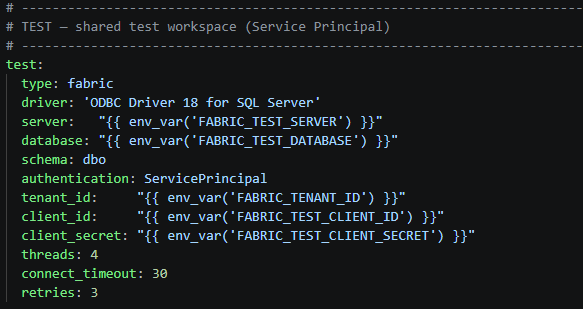 # ------------------------------------------------------------------------
# TEST — shared test workspace (Service Principal)
# ------------------------------------------------------------------------
test:
  type: fabric
  driver: 'ODBC Driver 18 for SQL Server'
  server:   "{{ env_var('FABRIC_TEST_SERVER') }}"
  database: "{{ env_var('FABRIC_TEST_DATABASE') }}"
  schema: dbo
  authentication: ServicePrincipal
  tenant_id:     "{{ env_var('FABRIC_TENANT_ID') }}"
  client_id:     "{{ env_var('FABRIC_TEST_CLIENT_ID') }}"
  client_secret: "{{ env_var('FABRIC_TEST_CLIENT_SECRET') }}"
  threads: 4
  connect_timeout: 30
  retries: 3